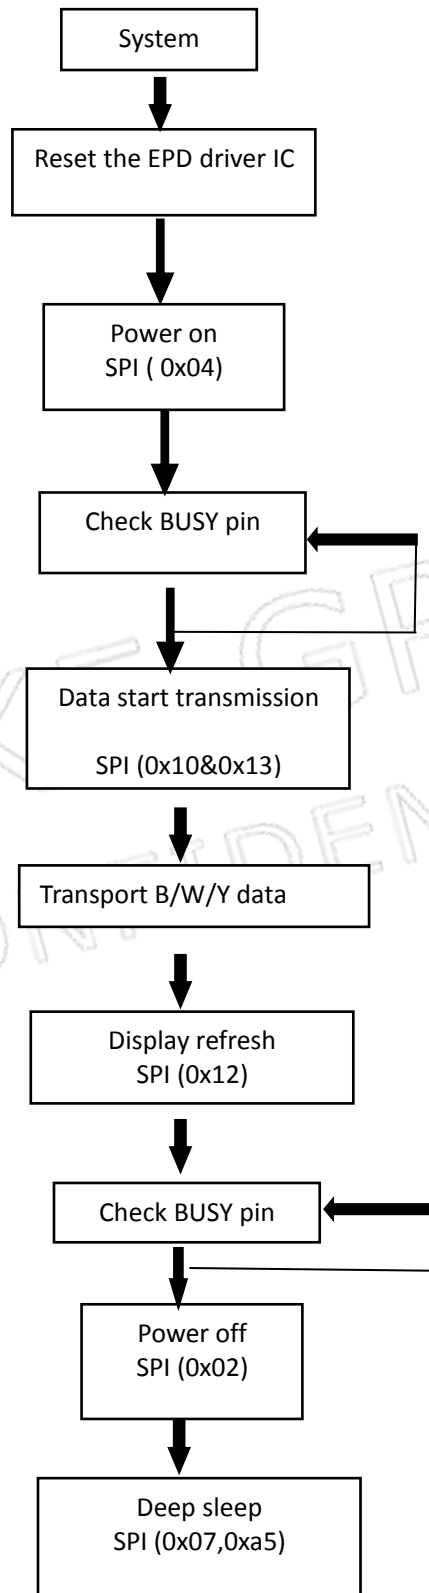 System
Reset the EPD driver IC
Power on
SPI ( 0x04)
Check BUSY pin
Data start transmission
SPI (0x10&0x13)
Transport B/W/Y data
Display refresh
SPI (0x12)
Check BUSY pin
Power off
SPI (0x02)
Deep sleep
SPI (0x07,0xa5)